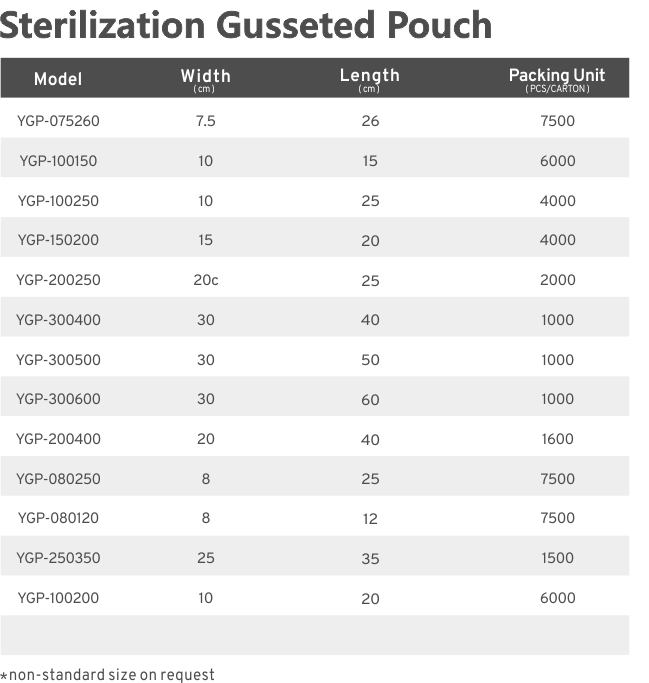 Sterilization Gusseted Pouch
Model Width Length Packing Unit
(cm) (cm) (PCS/CARTON)
YGP-075260 7.5 26 7500
YGP-100150 10 15 6000
YGP-100250 10 25 4000
YGP-150200 15 20 4000
YGP-200250 20c 25 2000
YGP-300400 30 40 1000
YGP-300500 30 50 1000
YGP-300600 30 60 1000
YGP-200400 20 40 1600
YGP-080250 8 25 7500
YGP-080120 8 12 7500
YGP-250350 25 35 1500
YGP-100200 10 20 6000
*non-standard size on request